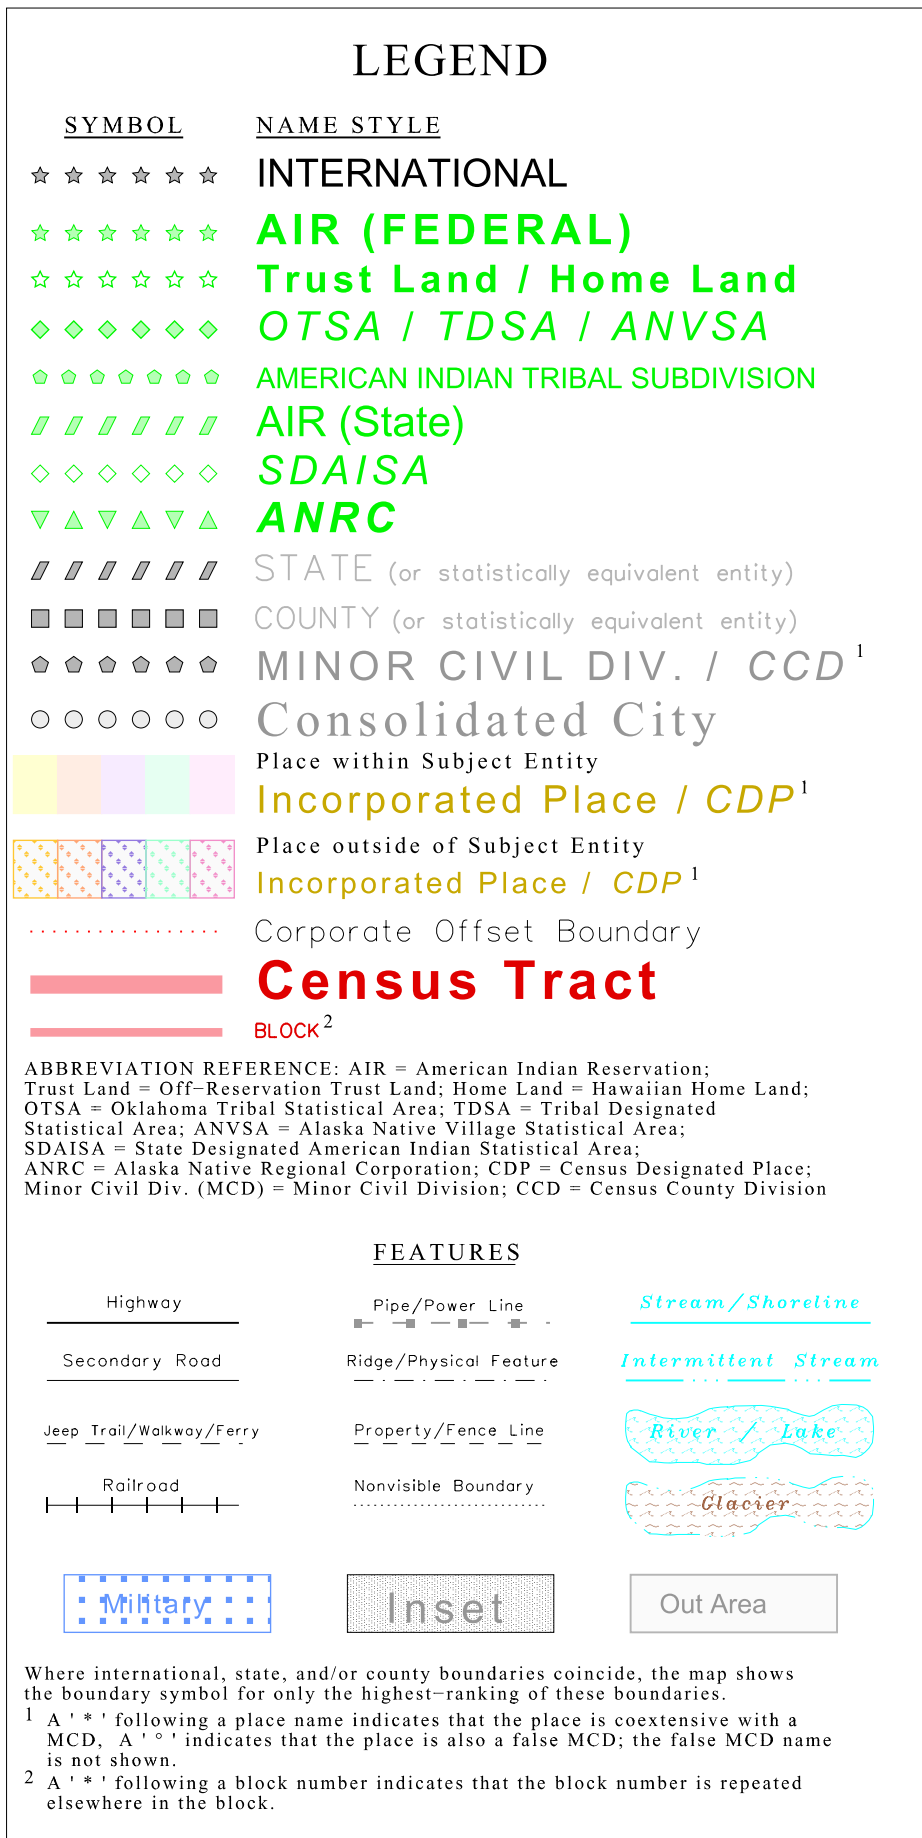 LEGEND
SYMBOL NAME STYLE
INTERNATIONAL
AIR (FEDERAL)
Trust Land / Home Land
OTSA / TDSA / ANVSA
AMERICAN INDIAN TRIBAL SUBDIVISION
AIR (State)
SDAISA
ANRC
STATE (or statistically equivalent entity)
COUNTY (or statistically equivalent entity)
MINOR CIVIL DIV. / CCD 1
Consolidated City
Place within Subject Entity
Incorporated Place / CDP 1
Place outside of Subject Entity
Incorporated Place / CDP 1
Corporate Offset Boundary
Census Tract
BLOCK 2
ABBREVIATION REFERENCE: AIR = American Indian Reservation;
Trust Land = Off−Reservation Trust Land; Home Land = Hawaiian Home Land;
OTSA = Oklahoma Tribal Statistical Area; TDSA = Tribal Designated
Statistical Area; ANVSA = Alaska Native Village Statistical Area;
SDAISA = State Designated American Indian Statistical Area;
ANRC = Alaska Native Regional Corporation; CDP = Census Designated Place;
Minor Civil Div. (MCD) = Minor Civil Division; CCD = Census County Division
FEATURES
Highway Pipe/Power Line Stream/Shoreline
Secondary Road Ridge/Physical Feature Intermittent Stream
Jeep Trail/Walkway/Ferry Property/Fence Line River / Lake
Railroad Nonvisible Boundary Glacier
Military Inset Out Area
Where international, state, and/or county boundaries coincide, the map shows
the boundary symbol for only the highest−ranking of these boundaries.
1 A ' * ' following a place name indicates that the place is coextensive with a
MCD, A ' ° ' indicates that the place is also a false MCD; the false MCD name
is not shown.
2 A ' * ' following a block number indicates that the block number is repeated
elsewhere in the block.